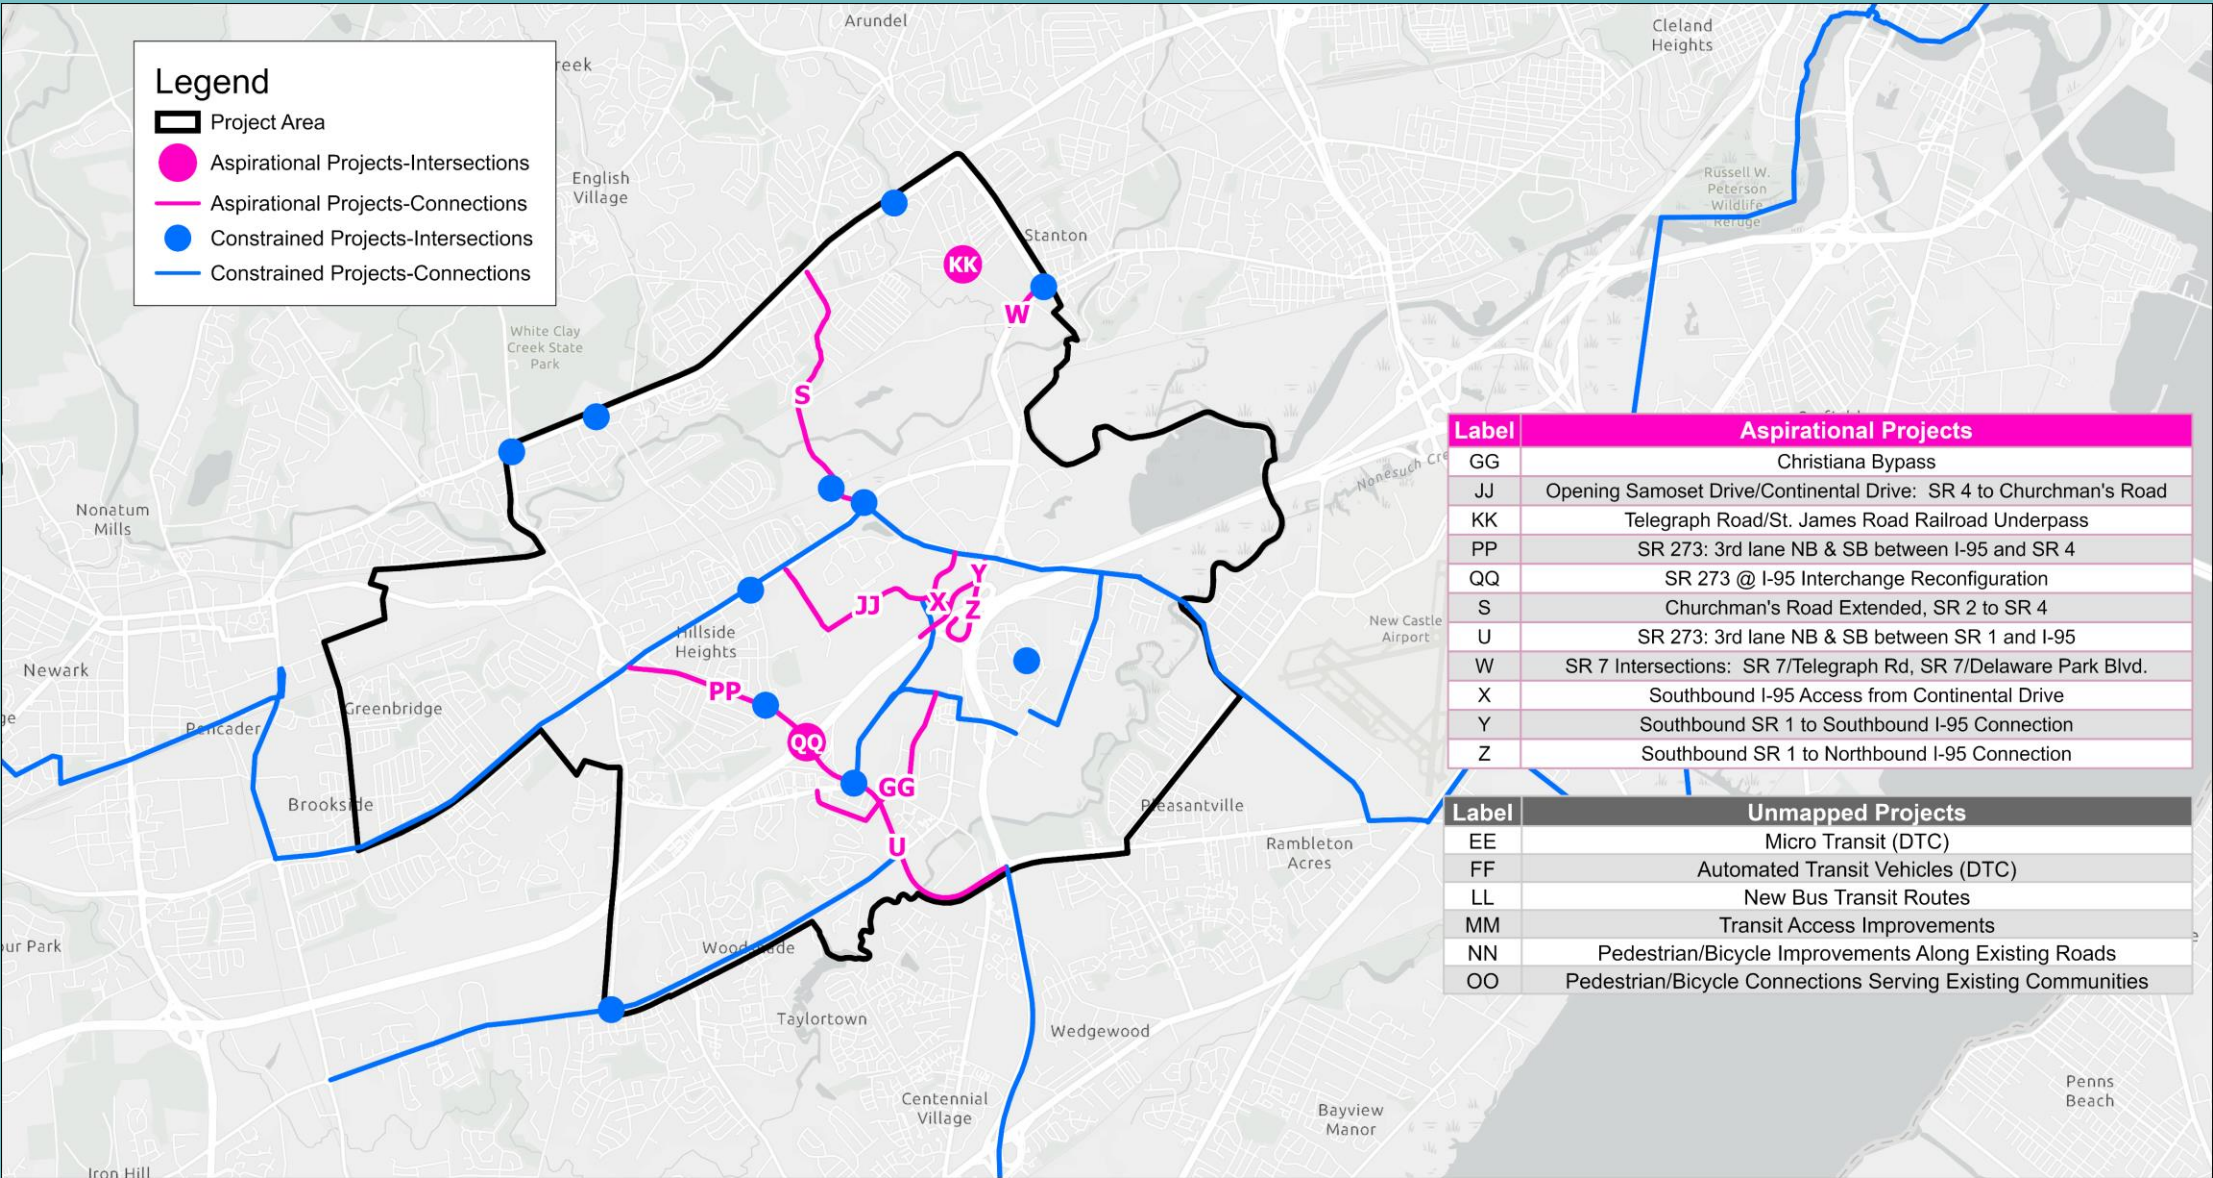 Arundel
Cleland
Heights
Legend
reek
Project Area
Aspirational Projects-Intersections
Aspirational Projects-Connections
Constrained Projects-Intersections
Constrained Projects-Connections
English
Village
Russell W.
Peterson
Wildlife
Refuge
Stanton
KK
W
White Clay
Creek State
Park
S
Nonesuch Cre
Nonatum
Mills
Label Aspirational Projects
GG Christiana Bypass
JJ Opening Samoset Drive/Continental Drive: SR 4 to Churchman's Road
KK Telegraph Road/St. James Road Railroad Underpass
PP SR 273: 3rd lane NB & SB between I-95 and SR 4
QQ SR 273 @ I-95 Interchange Reconfiguration
S Churchman's Road Extended, SR 2 to SR 4
U SR 273: 3rd lane NB & SB between SR 1 and I-95
W SR 7 Intersections: SR 7/Telegraph Rd, SR 7/Delaware Park Blvd.
X Southbound I-95 Access from Continental Drive
Y Southbound SR 1 to Southbound I-95 Connection
Z Southbound SR 1 to Northbound I-95 Connection
Y
X
Z
JJ
New Castle
Airport
Hillside
Heights
Newark
ge
PP
Greenbridge
Pencader
QQ
GG
Brookside
Pleasantville
U
Rambleton
Acres
Label Unmapped Projects
EE Micro Transit (DTC)
FF Automated Transit Vehicles (DTC)
LL New Bus Transit Routes
MM Transit Access Improvements
NN Pedestrian/Bicycle Improvements Along Existing Roads
OO Pedestrian/Bicycle Connections Serving Existing Communities
our Park
Taylortown
Wedgewood
Centennial
Village
Bayview
Manor
Penns
Beach
Iron Hill